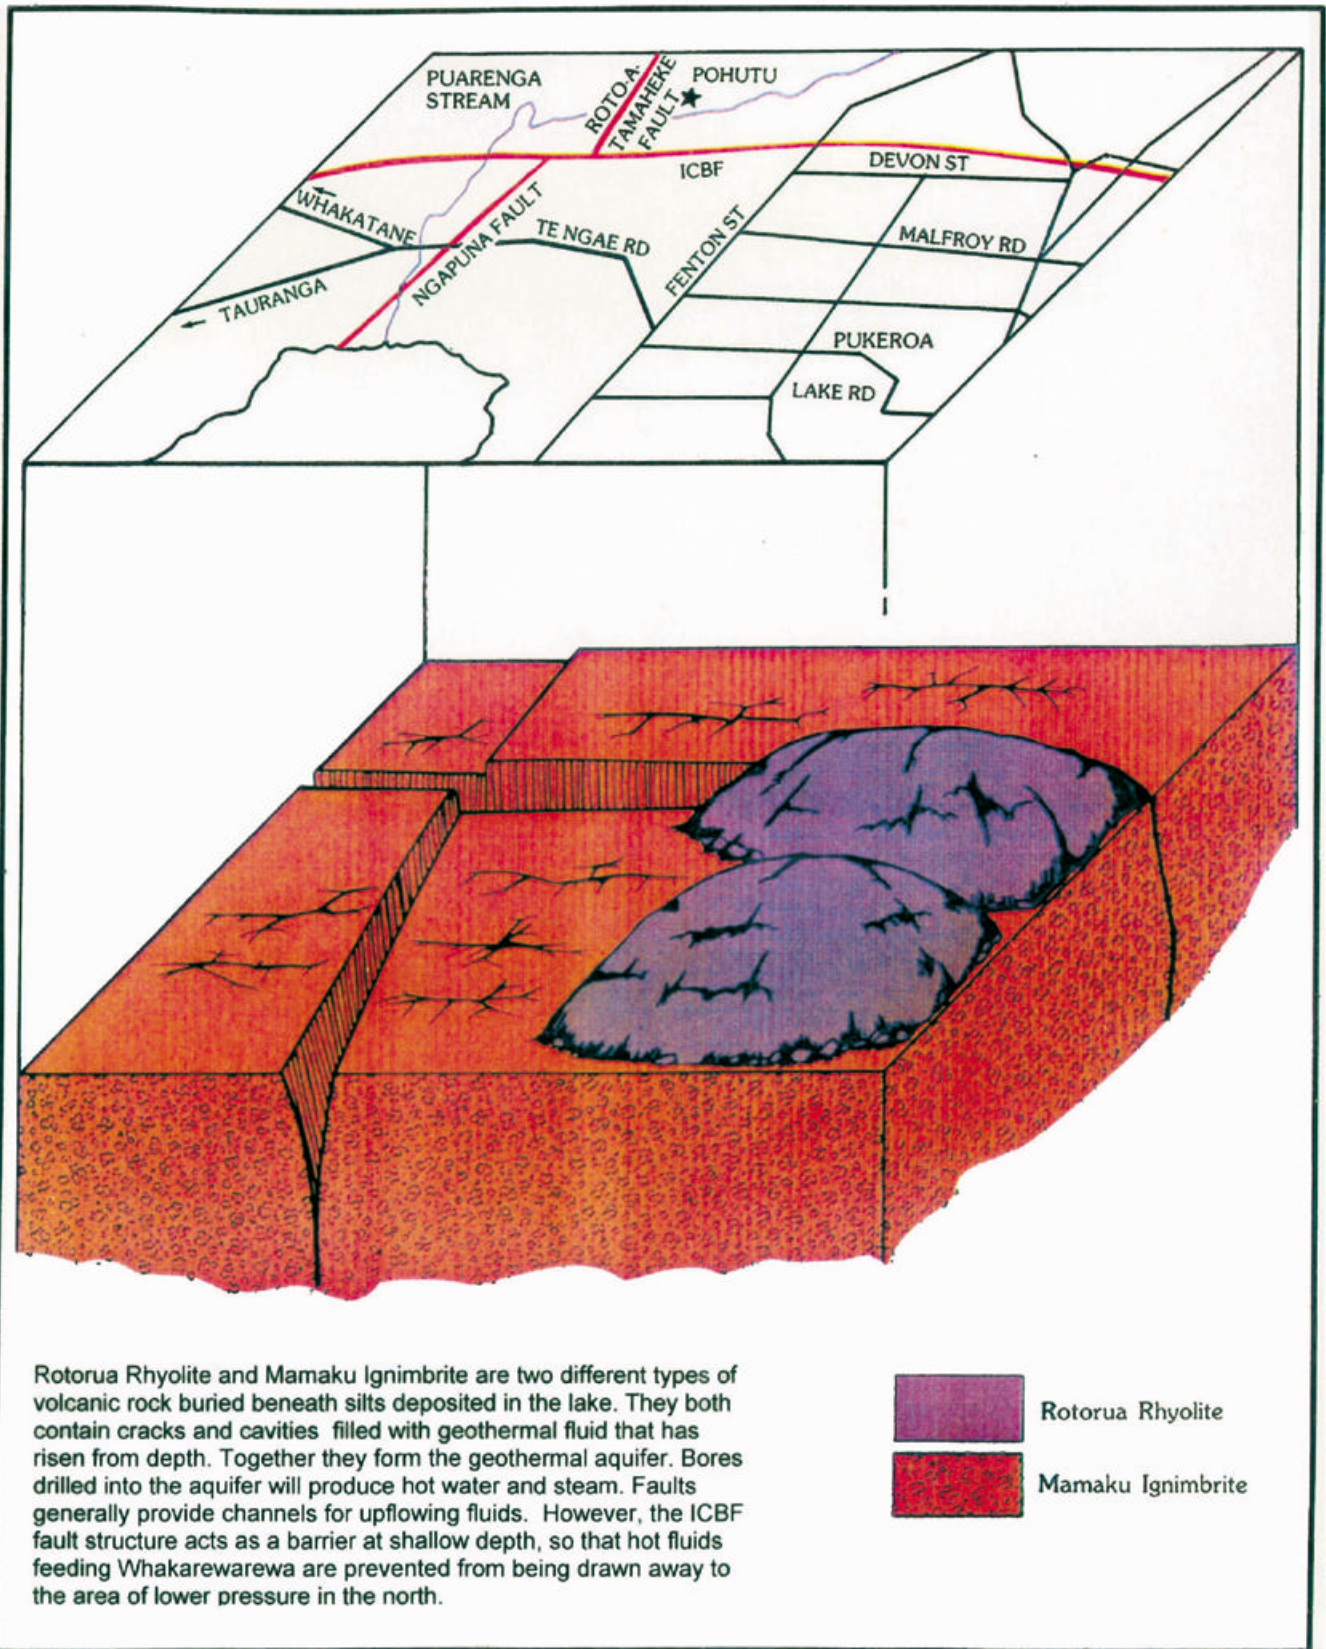 PUARENGA
STREAM
ROTO-A-
TAMAHEKE
FAULT
POHUTU
ICBF
DEVON ST
WHAKATANE
NGAPUNA FAULT
TE NGAE RD
FENTON ST
MALFROY RD
TAURANGA
PUKEROA
LAKE RD
Rotorua Rhyolite and Mamaku Ignimbrite are two different types of
volcanic rock buried beneath silts deposited in the lake. They both
contain cracks and cavities filled with geothermal fluid that has
risen from depth. Together they form the geothermal aquifer. Bores
drilled into the aquifer will produce hot water and steam. Faults
generally provide channels for upflowing fluids. However, the ICBF
fault structure acts as a barrier at shallow depth, so that hot fluids
feeding Whakarewarewa are prevented from being drawn away to
the area of lower pressure in the north.
Rotorua Rhyolite
Mamaku Ignimbrite